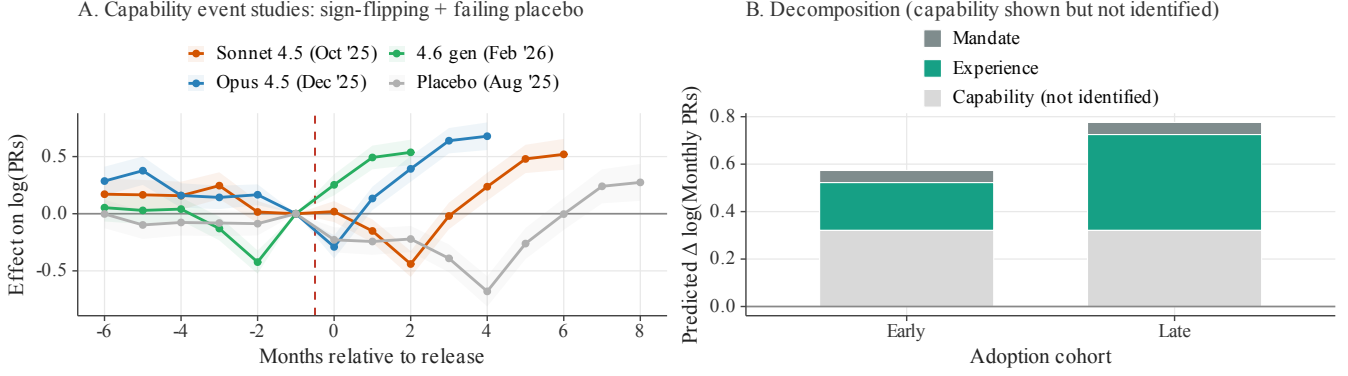 A. Capability event studies: sign-flipping + failing placebo
Sonnet 4.5 (Oct '25)
4.6 gen (Feb '26)
Opus 4.5 (Dec '25)
Placebo (Aug '25)
Effect on log(PRs)
0.5
0.0
-0.5
-6
-4
-2
0
2
4
6
8
Months relative to release
B. Decomposition (capability shown but not identified)
Mandate
Experience
Capability (not identified)
Predicted Δ log(Monthly PRs)
0.8
0.6
0.4
0.2
0.0
Early
Late
Adoption cohort